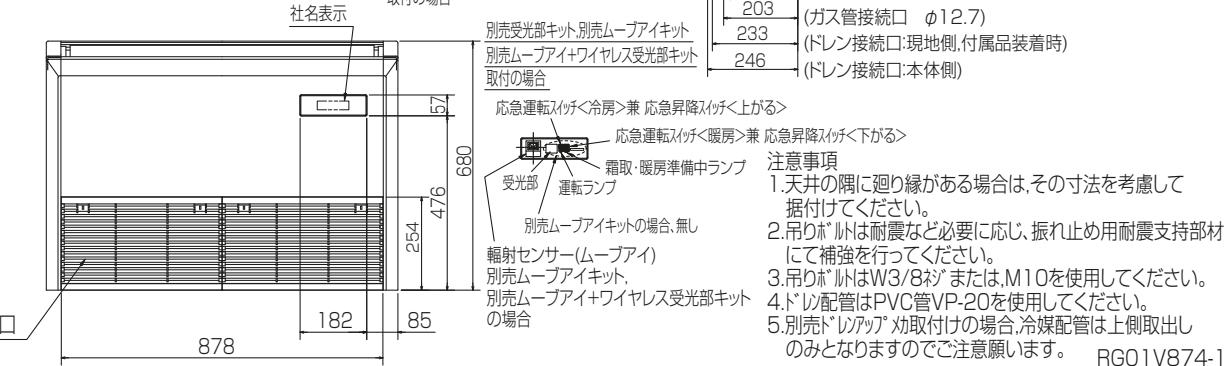 取付の場合
社名表示
別売受光部キット,別売ムーブアイキット
別売ムーブアイ+ワイヤレス受光部キット
取付の場合
203
(ガス管接続口 φ12.7)
233
(ドレン接続口:現地側,付属品装着時)
246
(ドレン接続口:本体側)
57
680
476
254
182
85
878
口
応急運転スイッチ<冷房>兼 応急昇降スイッチ<上がる>
応急運転スイッチ<暖房>兼 応急昇降スイッチ<下がる>
霜取・暖房準備中ランプ
受光部
運転ランプ
別売ムーブアイキットの場合、無し
輻射センサー(ムーブアイ)
別売ムーブアイキット,
別売ムーブアイ+ワイヤレス受光部キット
の場合
注意事項
1.天井の隅に廻り縁がある場合は,その寸法を考慮して
据付けてください。
2.吊りボルトは耐震など必要に応じ、振れ止め用耐震支持部材
にて補強を行ってください。
3.吊りボルトはW3/8ネジまたは,M10を使用してください。
4.ドレン配管はPVC管VP-20を使用してください。
5.別売ドレンアップメカ取付けの場合,冷媒配管は上側取出し
のみとなりますのでご注意願います。
RG01V874-1